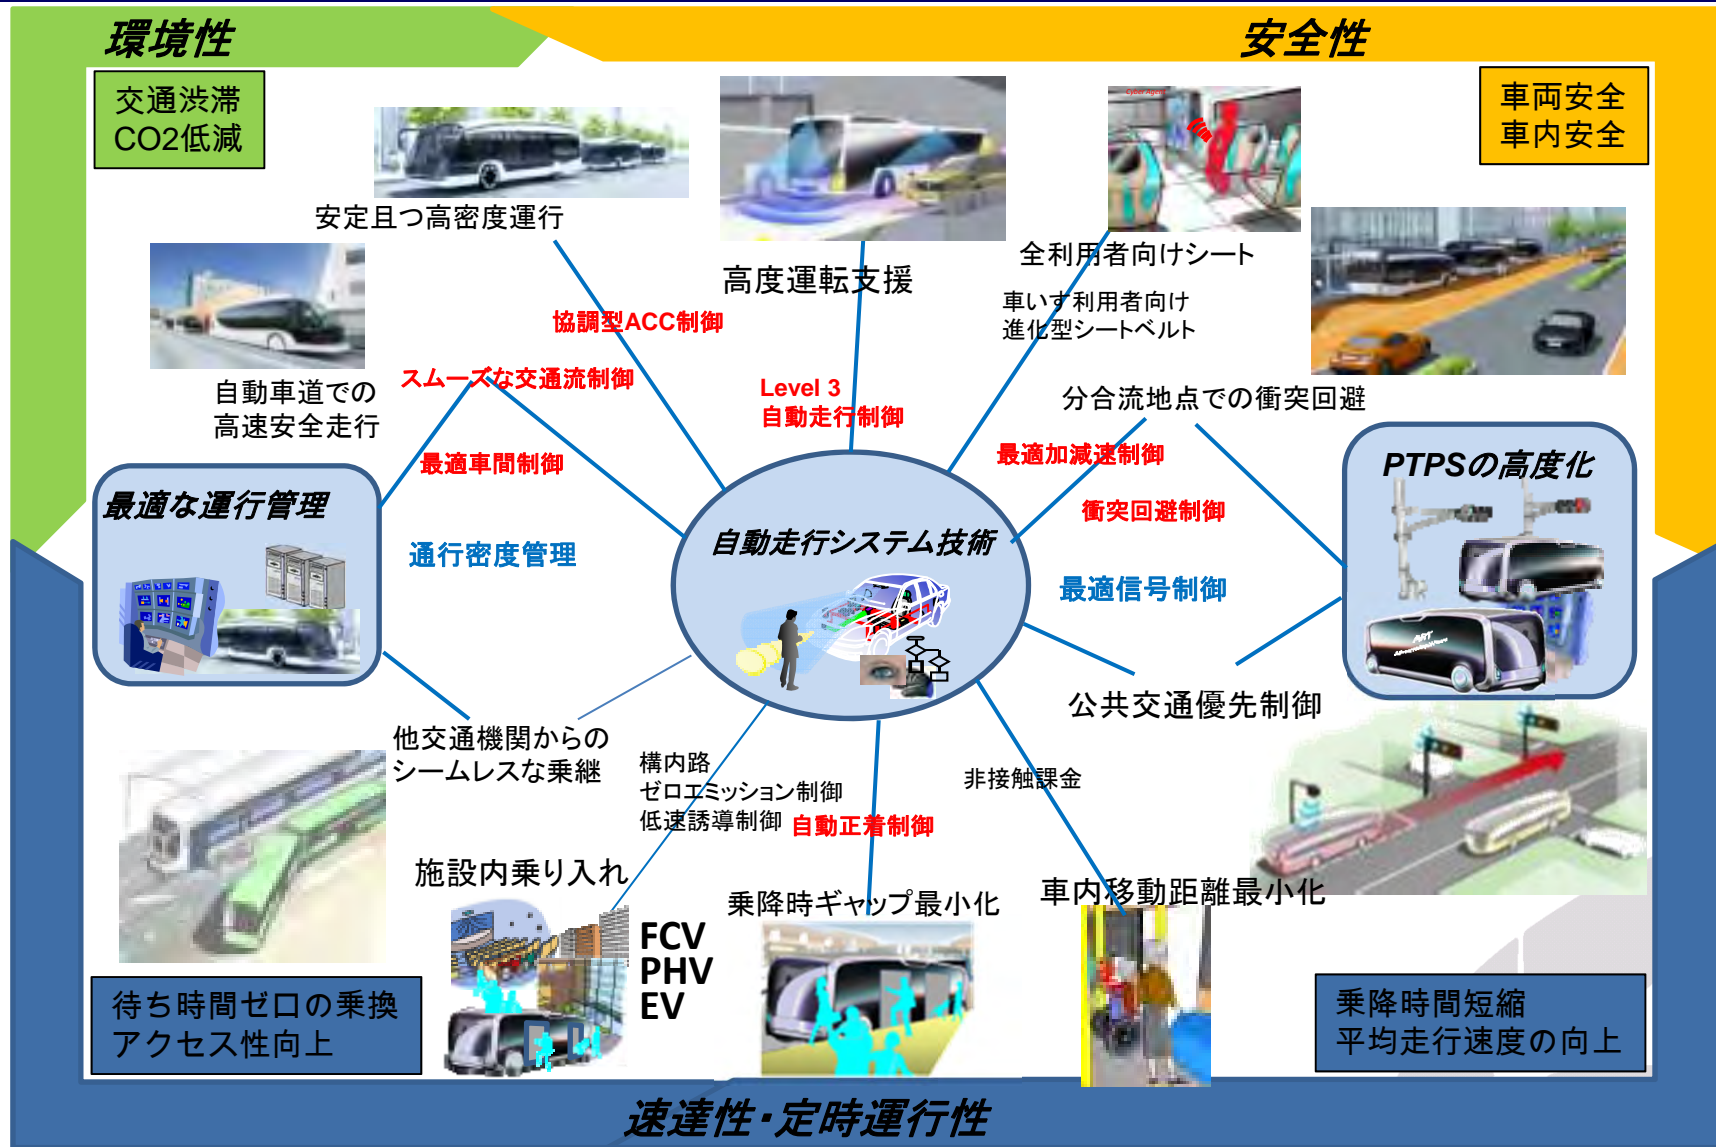 環境性
安全性
交通渋滞
CO2低減
車両安全
車内安全
Cyber Agent
安定且つ高密度運行
高度運転支援
全利用者向けシート
車いす利用者向け
進化型シートベルト
協調型ACC制御
スムーズな交通流制御
自動車道での
高速安全走行
Level 3
自動走行制御
分合流地点での衝突回避
最適車間制御
最適加減速制御
衝突回避制御
PTPSの高度化
最適な運行管理
通行密度管理
自動走行システム技術
最適信号制御
ART
公共交通優先制御
他交通機関からの
シームレスな乗継
構内路
ゼロエミッション制御
低速誘導制御
自動正着制御
非接触課金
施設内乗り入れ
乗降時ギャップ最小化
車内移動距離最小化
FCV
PHV
EV
待ち時間ゼロの乗換
アクセス性向上
乗降時間短縮
平均走行速度の向上
速達性・定時運行性